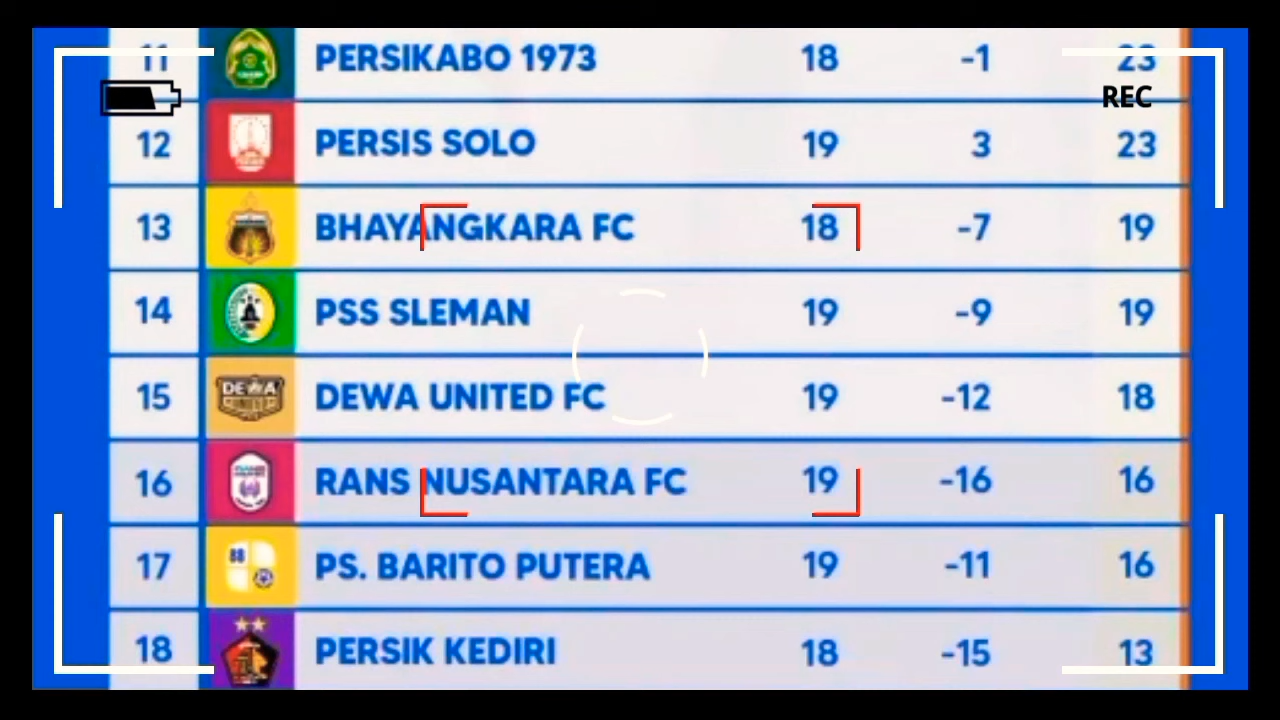 11 PERSIKABO 1973 18 -1 23
REC
12 PERSIS SOLO 19 3 23
13 BHAYANGKARA FC 18 -7 19
14 PSS SLEMAN 19 -9 19
DEWA
15 DEWA UNITED FC 19 -12 18
16 RANS NUSANTARA FC 19 -16 16
88
17 PS. BARITO PUTERA 19 -11 16
18 PERSIK KEDIRI 18 -15 13